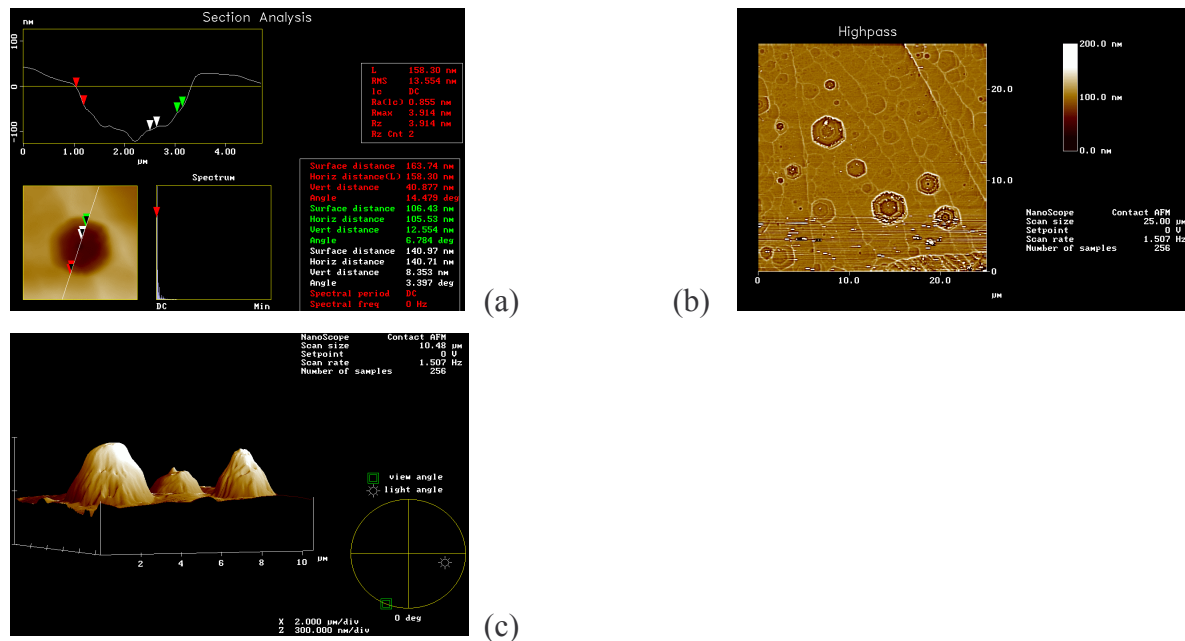 Section Analysis
nm
100
0
-100
0
1.00
2.00
3.00
4.00
µm
L 158.30 nm
RMS 13.554 nm
lc DC
Ra(lc) 0.855 nm
Rmax 3.914 nm
Rz 3.914 nm
Rz Cnt 2
Spectrum
DC
Min
Surface distance 163.74 nm
Horiz distance(L) 158.30 nm
Vert distance 40.877 nm
Angle 14.479 deg
Surface distance 106.43 nm
Horiz distance 105.53 nm
Vert distance 12.554 nm
Angle 6.784 deg
Surface distance 140.97 nm
Horiz distance 140.71 nm
Vert distance 8.353 nm
Angle 3.397 deg
Spectral period DC
Spectral freq 0 Hz
(a)
(b)
Highpass
20.0
10.0
0
0
10.0
20.0
µm
200.0 nm
100.0 nm
0.0 nm
NanoScope Contact AFM
Scan size 25.00 µm
Setpoint 0 V
Scan rate 1.507 Hz
Number of samples 256
NanoScope Contact AFM
Scan size 10.48 µm
Setpoint 0 V
Scan rate 1.507 Hz
Number of samples 256
2
4
6
8
10
µm
view angle
light angle
0 deg
X 2.000 µm/div
Z 300.000 nm/div
(c)